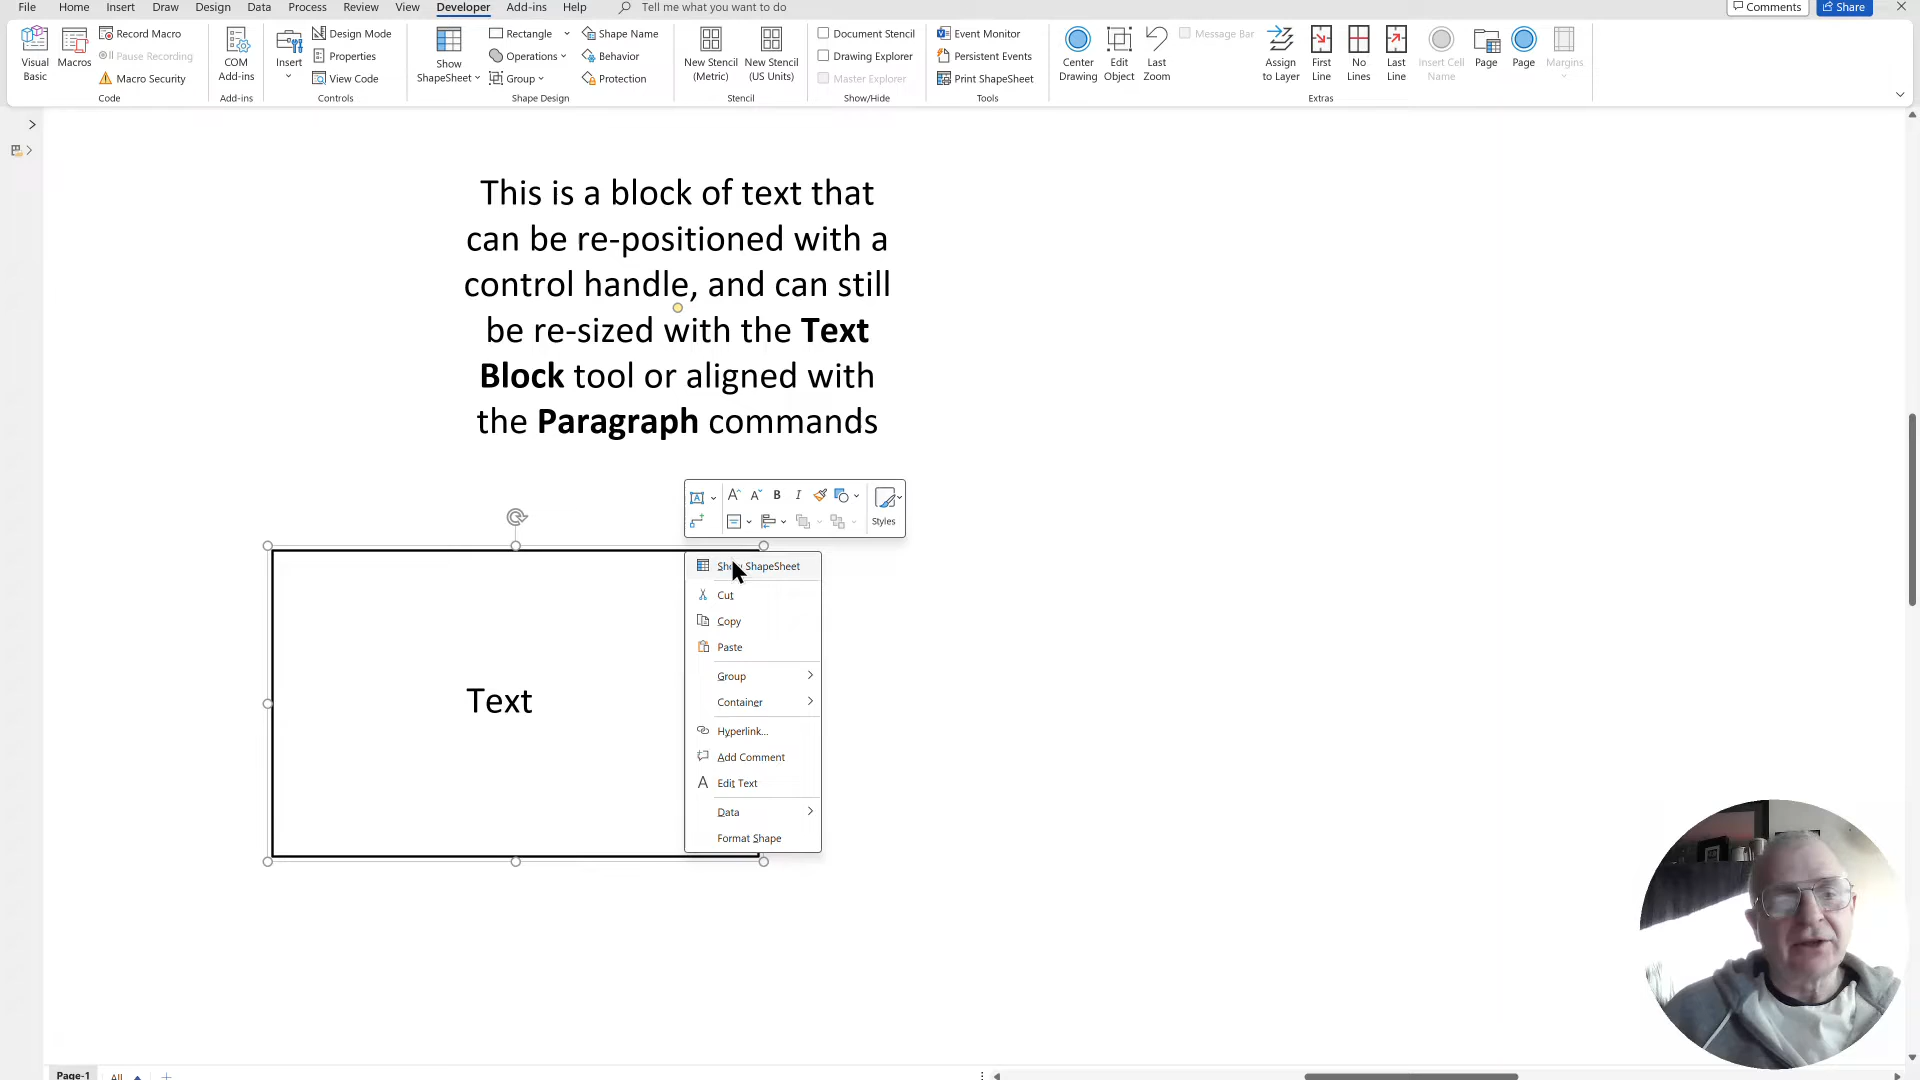 File Home Insert Draw Design Data Process Review View Developer Add-ins Help Tell me what you want to do Comments Share
Visual Basic
Macros
Record Macro
Pause Recording
Macro Security
Code
COM Add-ins
Add-ins
Insert
Design Mode
Properties
View Code
Controls
Show ShapeSheet
Rectangle
Operations
Group
Shape Name
Behavior
Protection
Shape Design
New Stencil (Metric)
New Stencil (US Units)
Stencil
Document Stencil
Drawing Explorer
Master Explorer
Show/Hide
Event Monitor
Persistent Events
Print ShapeSheet
Tools
Center Drawing
Edit Object
Last Zoom
Message Bar
Assign to Layer
First Line
No Lines
Last Line
Insert Cell Name
Page
Page
Margins
Extras
This is a block of text that
can be re-positioned with a
control handle, and can still
be re-sized with the Text
Block tool or aligned with
the Paragraph commands
Styles
Text
Show ShapeSheet
Cut
Copy
Paste
Group
Container
Hyperlink...
Add Comment
Edit Text
Data
Format Shape
Page-1 All